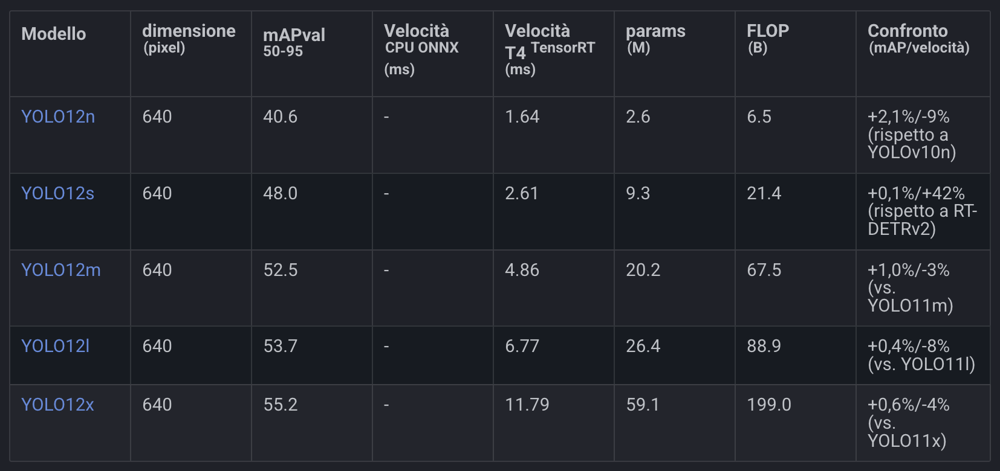 Modello
dimensione
(pixel)
mAPval
50-95
Velocità
CPU ONNX
(ms)
Velocità
T4 TensorRT
(ms)
params
(M)
FLOP
(B)
Confronto
(mAP/velocità)
YOLO12n
640
40.6
-
1.64
2.6
6.5
+2,1%/-9%
(rispetto a
YOLOv10n)
YOLO12s
640
48.0
-
2.61
9.3
21.4
+0,1%/+42%
(rispetto a RT-
DETRv2)
YOLO12m
640
52.5
-
4.86
20.2
67.5
+1,0%/-3%
(vs.
YOLO11m)
YOLO12l
640
53.7
-
6.77
26.4
88.9
+0,4%/-8%
(vs. YOLO11l)
YOLO12x
640
55.2
-
11.79
59.1
199.0
+0,6%/-4%
(vs.
YOLO11x)